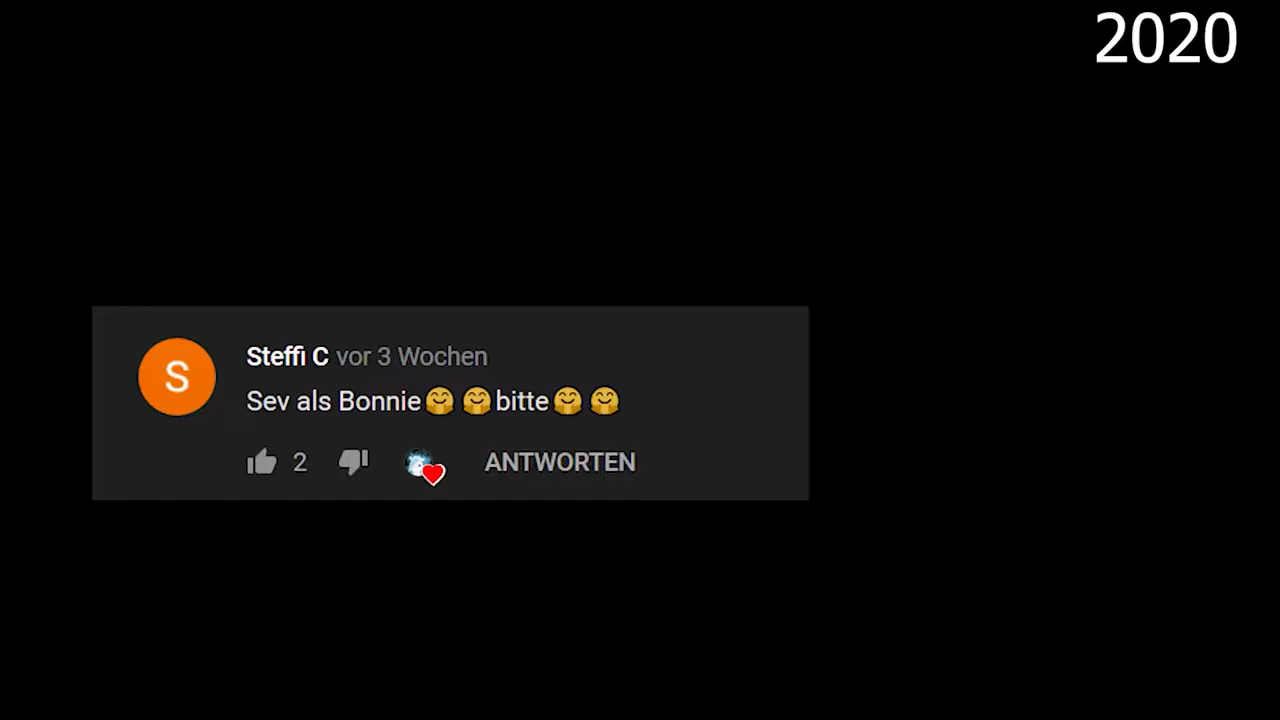 2020
Steffi C vor 3 Wochen
Sev als Bonnie🤗 🤗bitte🤗 🤗
2 ANTWORTEN